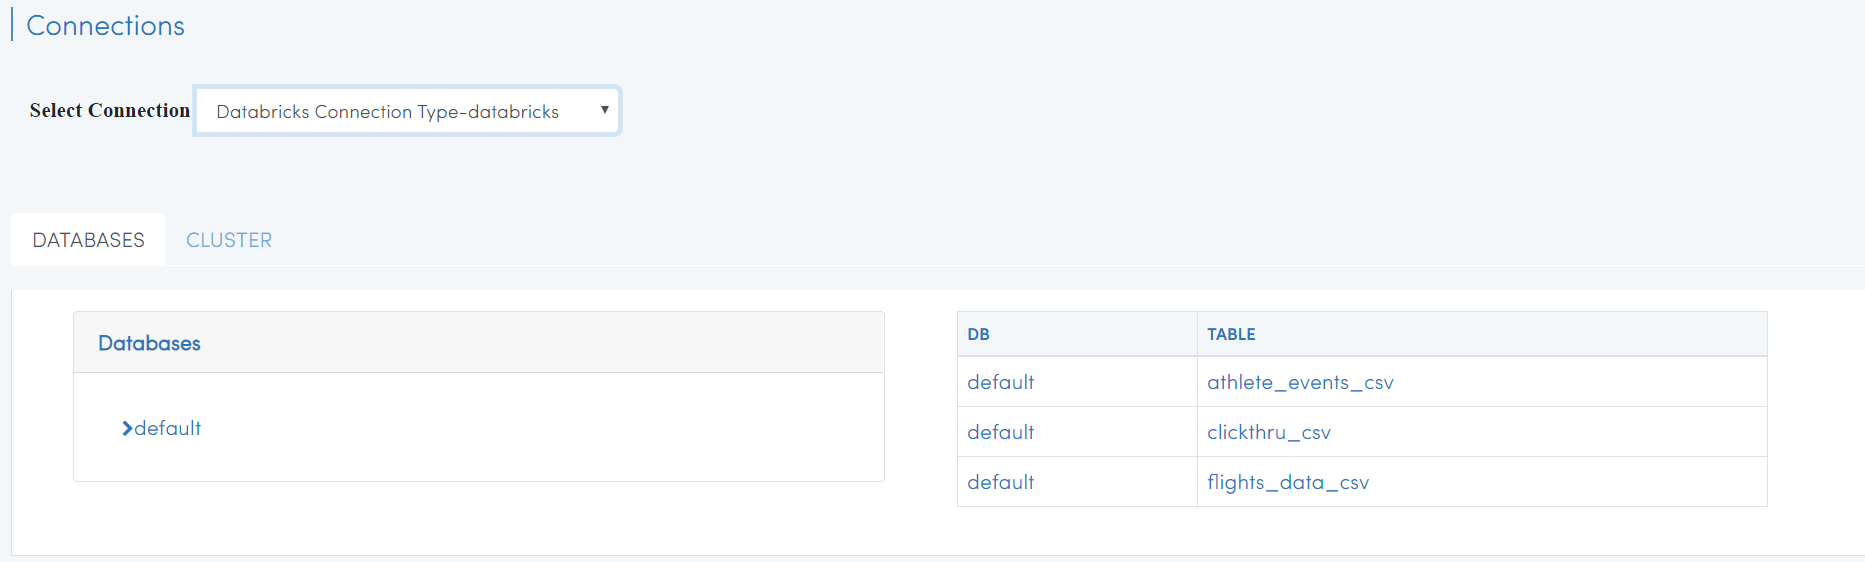 Connections
Select Connection Databricks Connection Type-databricks
DATABASES CLUSTER
Databases
default
DB TABLE
default athlete_events_csv
default clickthru_csv
default flights_data_csv